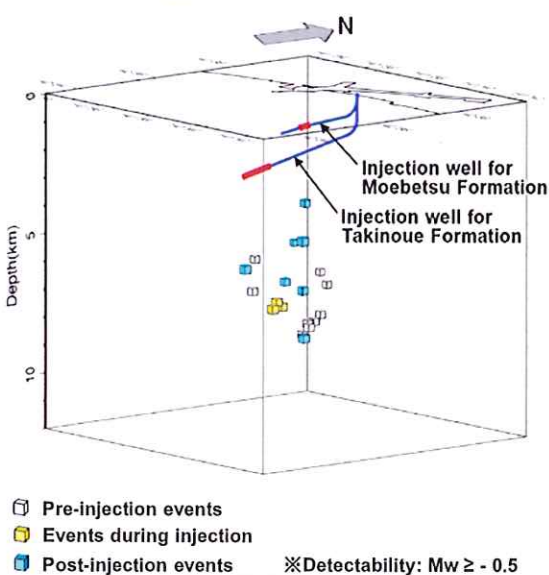 N
0
Injection well for
Moebetsu Formation
Injection well for
Takinoue Formation
5
Depth(km)
10
Pre-injection events
Events during injection
Post-injection events ※Detectability: Mw ≥ - 0.5